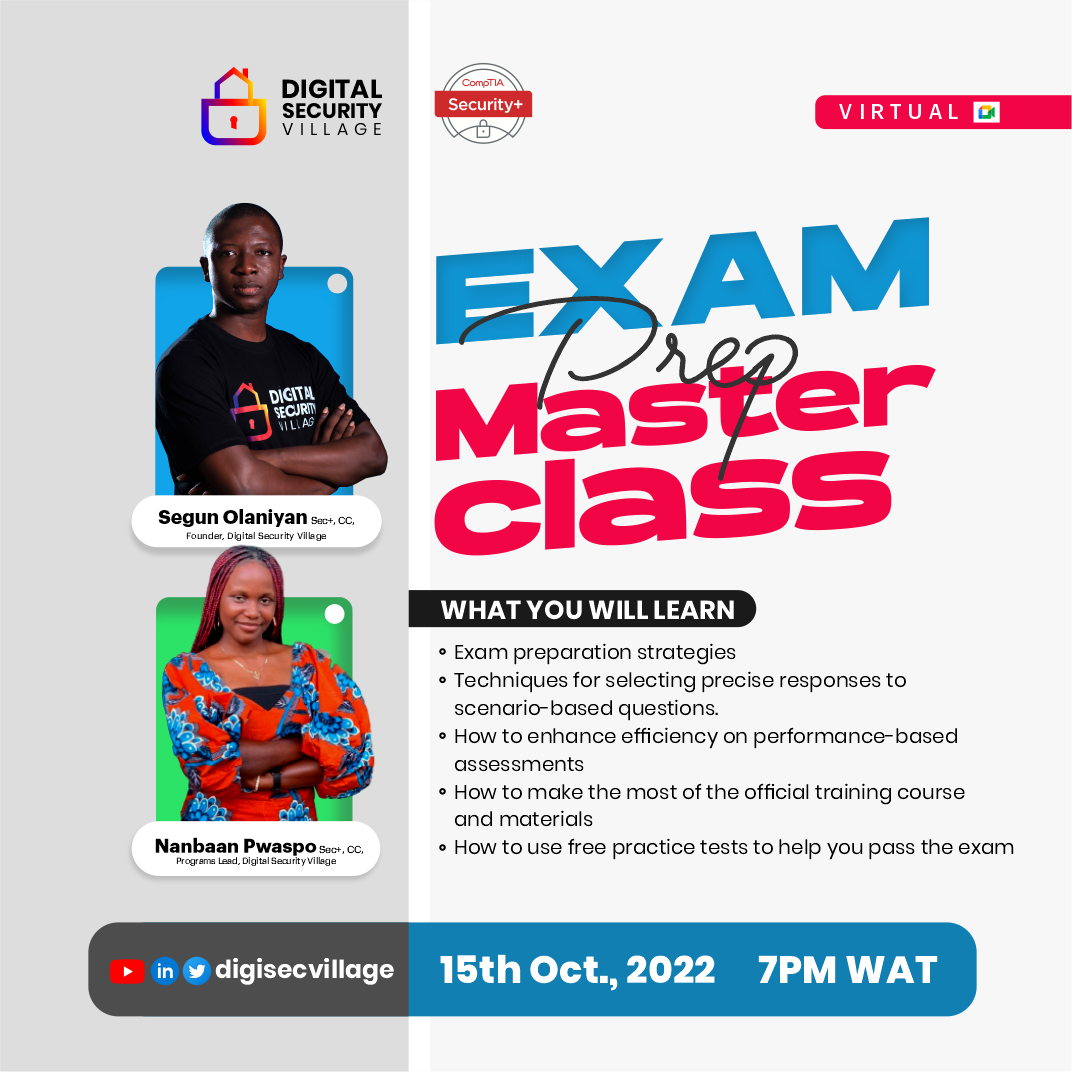 DIGITAL
SECURITY
VILLAGE
CompTIA
Security+
VIRTUAL
EXAM
Prep
Master
class
DIGITAL
SECURITY
VILLAG
Segun Olaniyan Sec+, CC,
Founder, Digital Security Village
Nanbaan Pwaspo Sec+, CC,
Programs Lead, Digital Security Village
WHAT YOU WILL LEARN
Exam preparation strategies
Techniques for selecting precise responses to
scenario-based questions.
How to enhance efficiency on performance-based
assessments
How to make the most of the official training course
and materials
How to use free practice tests to help you pass the exam
in digisecvillage
15th Oct., 2022 7PM WAT